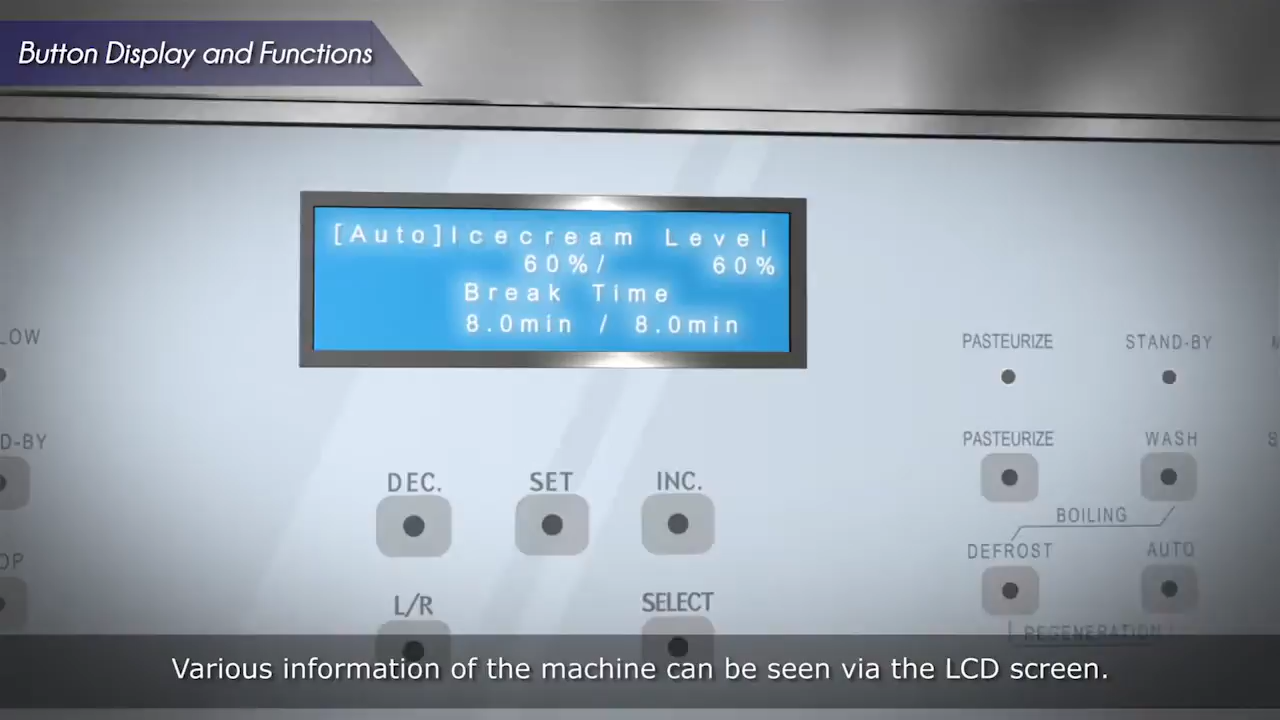 Button Display and Functions
[Auto]Icecream Level
60%/ 60%
Break Time
8.0min / 8.0min
LOW
PASTEURIZE
STAND-BY
D-BY
PASTEURIZE
WASH
DEC.
SET
INC.
BOILING
DEFROST
AUTO
OP
L/R
SELECT
REGENERATION
Various information of the machine can be seen via the LCD screen.